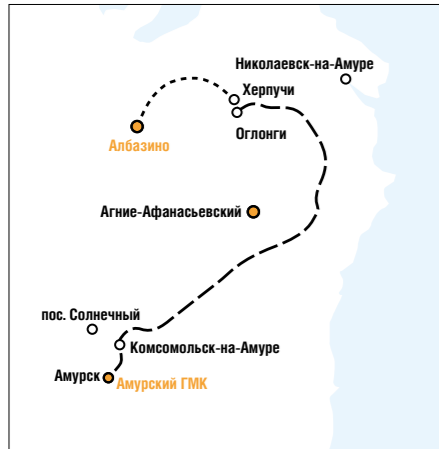 Николаевск-на-Амуре
Херпучи
Оглонги
Албазино
Агние-Афанасьевский
пос. Солнечный
Комсомольск-на-Амуре
Амурск
Амурский ГМК